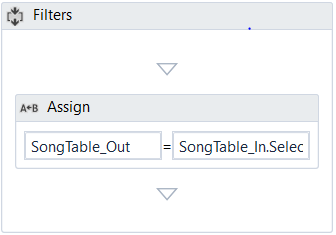 Filters
A←B Assign
SongTable_Out = SongTable_In.Selec